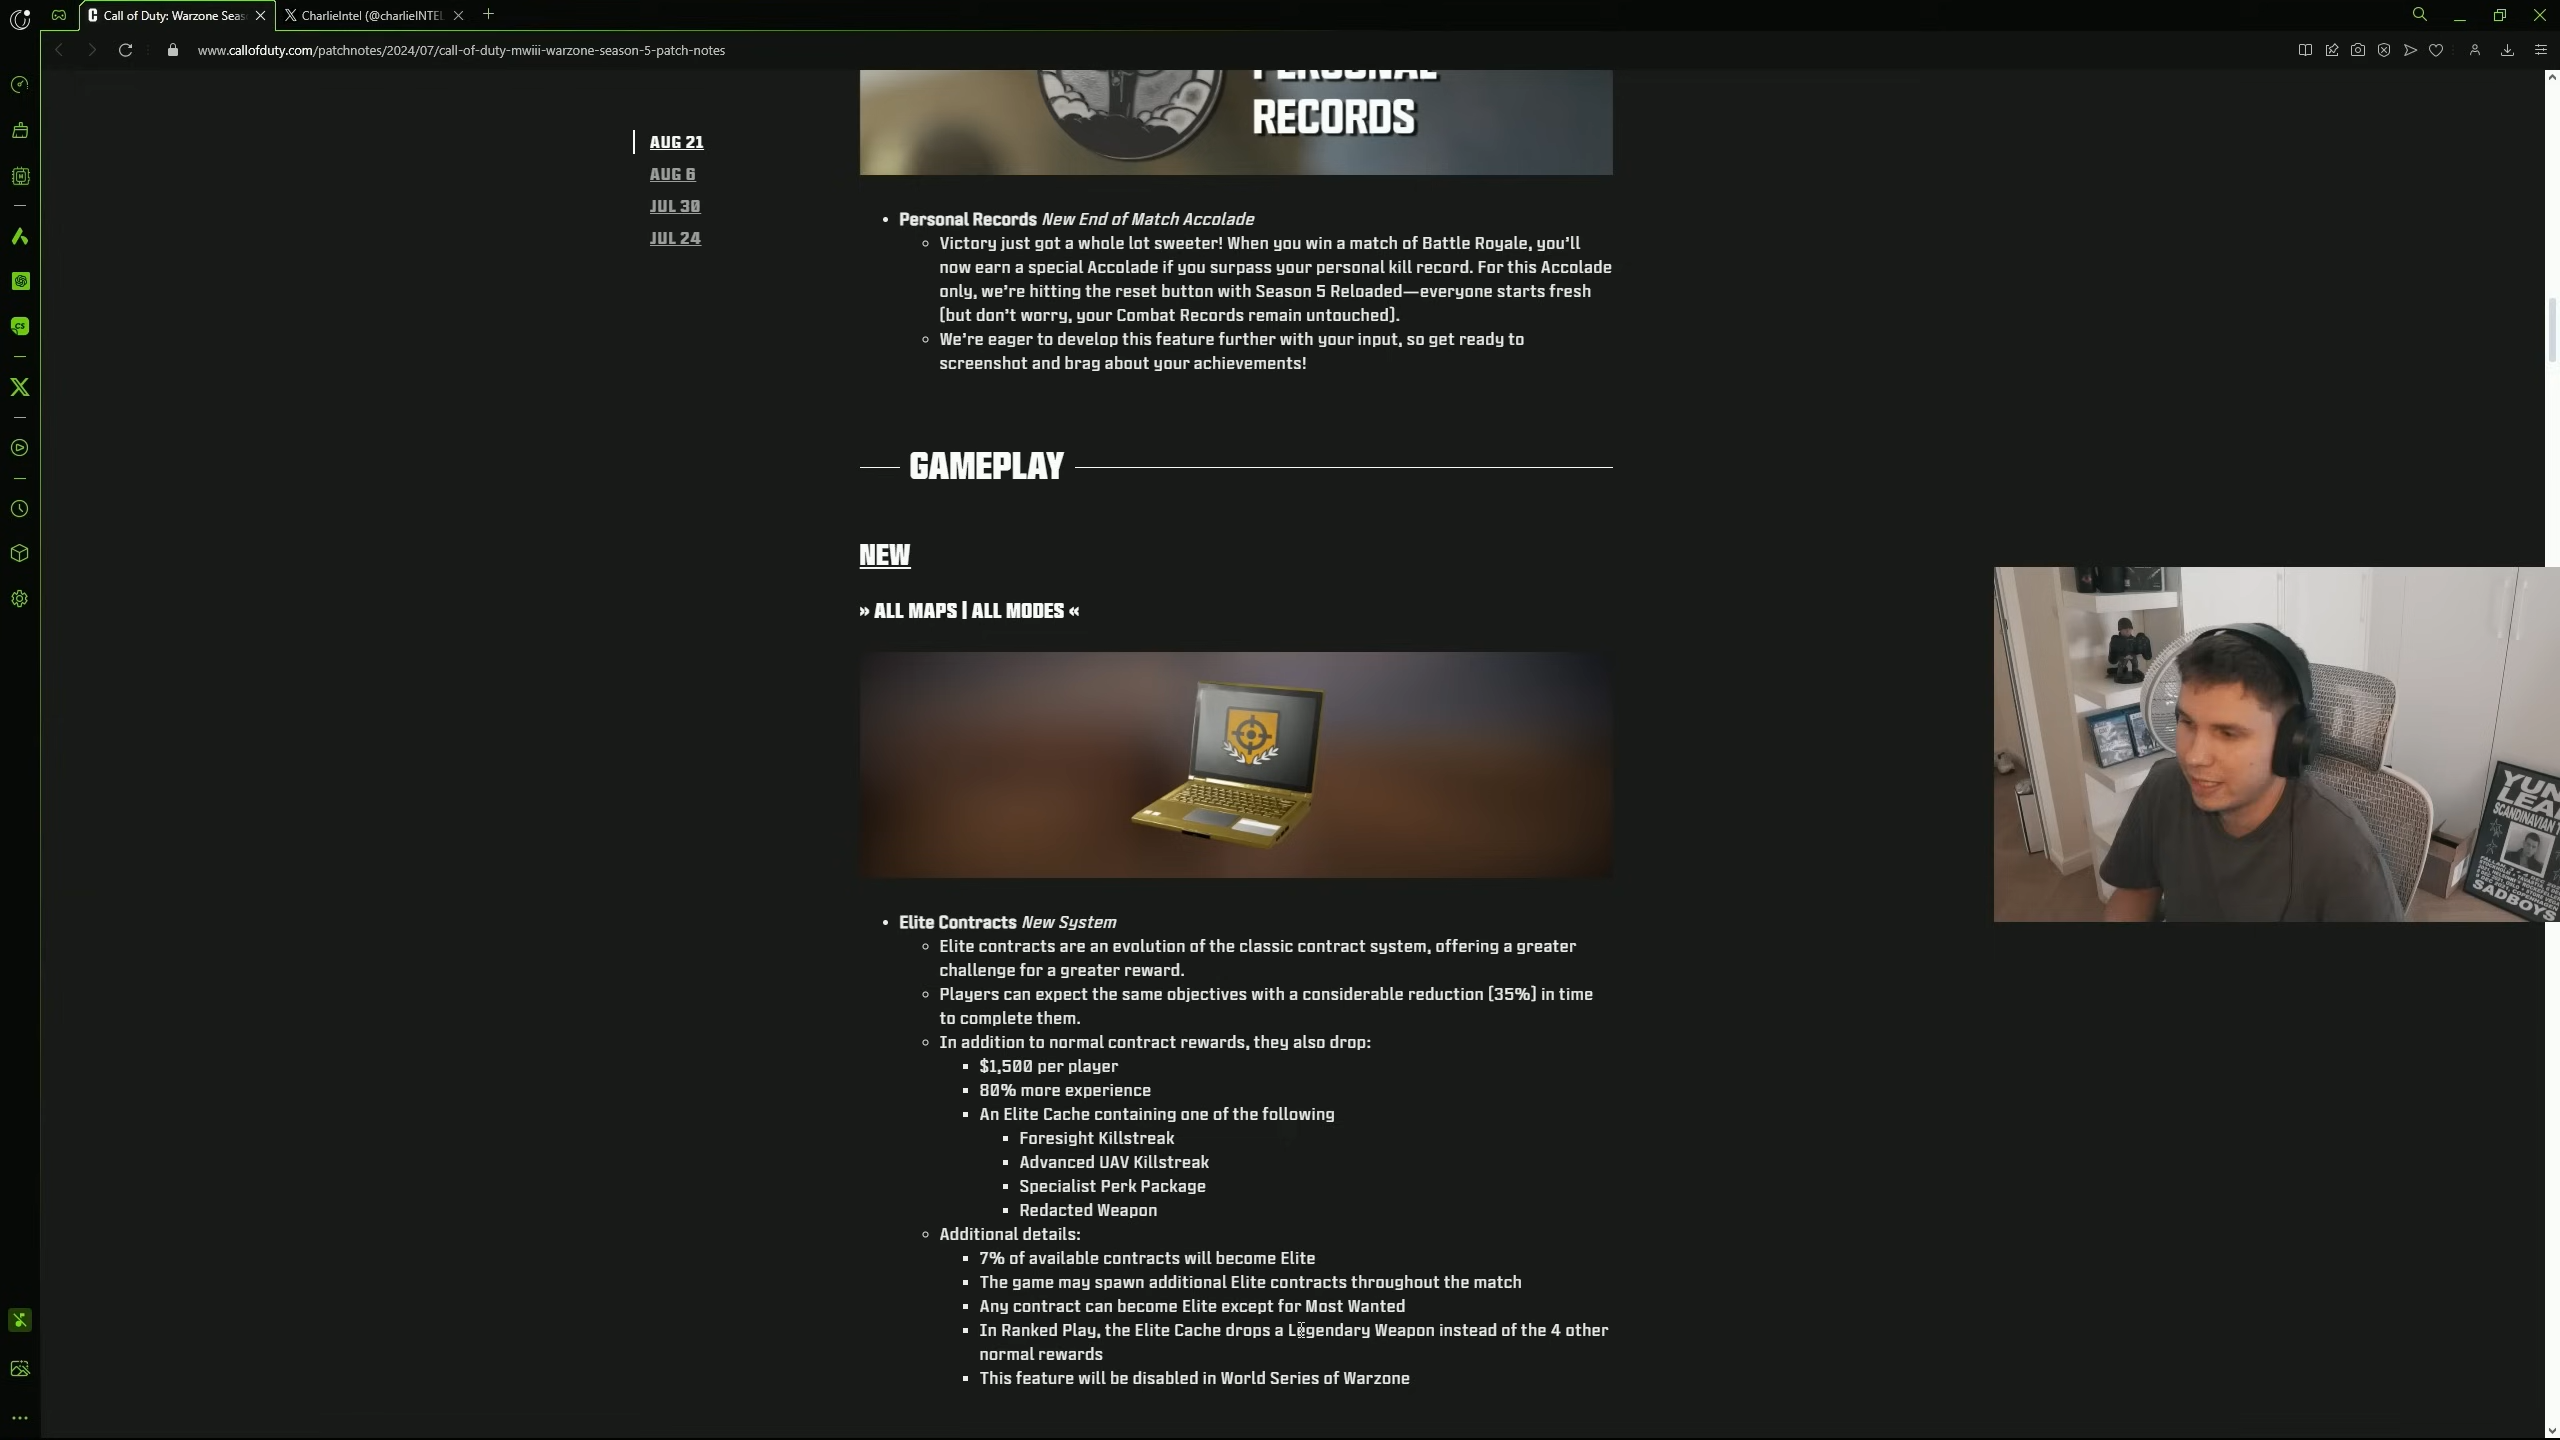 Call of Duty: Warzone Seas
CharlieIntel (@charlieINTEL
www.callofduty.com/patchnotes/2024/07/call-of-duty-mwiii-warzone-season-5-patch-notes
PERSONAL
RECORDS
AUG 21
AUG 6
JUL 30
JUL 24
• Personal Records New End of Match Accolade
Victory just got a whole lot sweeter! When you win a match of Battle Royale, you'll
now earn a special Accolade if you surpass your personal kill record. For this Accolade
only, we're hitting the reset button with Season 5 Reloaded—everyone starts fresh
(but don't worry, your Combat Records remain untouched).
We're eager to develop this feature further with your input, so get ready to
screenshot and brag about your achievements!
GAMEPLAY
NEW
» ALL MAPS | ALL MODES «
• Elite Contracts New System
Elite contracts are an evolution of the classic contract system, offering a greater
challenge for a greater reward.
Players can expect the same objectives with a considerable reduction (35%) in time
to complete them.
In addition to normal contract rewards, they also drop:
$1,500 per player
80% more experience
An Elite Cache containing one of the following
Foresight Killstreak
Advanced UAV Killstreak
Specialist Perk Package
Redacted Weapon
Additional details:
7% of available contracts will become Elite
The game may spawn additional Elite contracts throughout the match
Any contract can become Elite except for Most Wanted
In Ranked Play, the Elite Cache drops a Legendary Weapon instead of the 4 other
normal rewards
This feature will be disabled in World Series of Warzone
YUN
LEA
SCANDINAVIAN T
SADBOYS